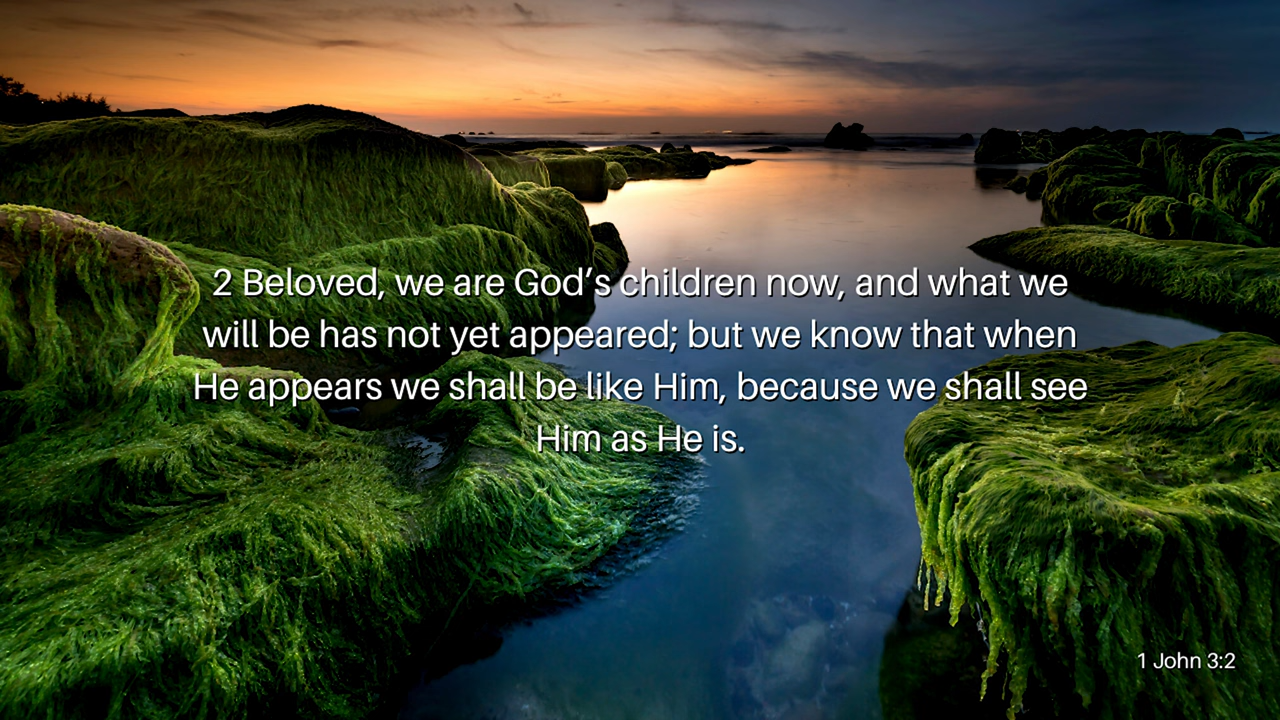 2 Beloved, we are God’s children now, and what we
will be has not yet appeared; but we know that when
He appears we shall be like Him, because we shall see
Him as He is.
1 John 3:2